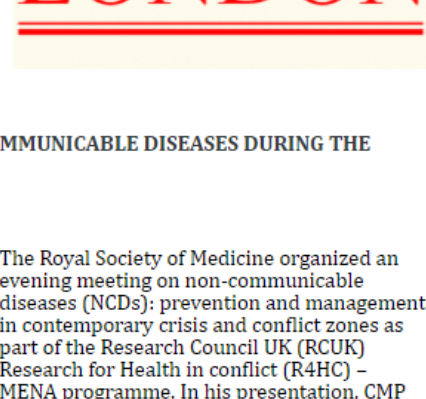 LONDON
MMUNICABLE DISEASES DURING THE
The Royal Society of Medicine organized an
evening meeting on non-communicable
diseases (NCDs): prevention and management
in contemporary crisis and conflict zones as
part of the Research Council UK (RCUK)
Research for Health in conflict (R4HC) –
MENA programme. In his presentation, CMP